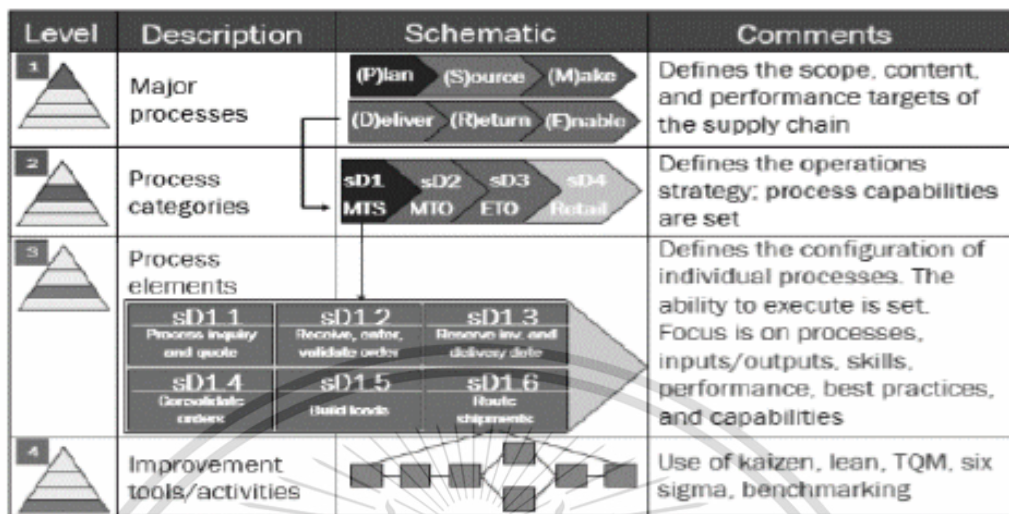 Level Description Schematic Comments
1
Major
processes
(P)lan (S)ource (M)ake
(D)eliver (R)eturn (E)nable
Defines the scope, content,
and performance targets of
the supply chain
2
Process
categories
sD1 sD2 sD3 sD4
MTS MTO ETO Retail
Defines the operations
strategy; process capabilities
are set
3
Process
elements
sD1.1 sD1.2 sD1.3
Process inquiry
and quote
Receive, enter,
validate order
Reserve inv. and
delivery date
sD1.4 sD1.5 sD1.6
Consolidate
orders
Build loads
Route
shipments
Defines the configuration of
individual processes. The
ability to execute is set.
Focus is on processes,
inputs/outputs, skills,
performance, best practices,
and capabilities
4
Improvement
tools/activities
Use of kaizen, lean, TQM, six
sigma, benchmarking